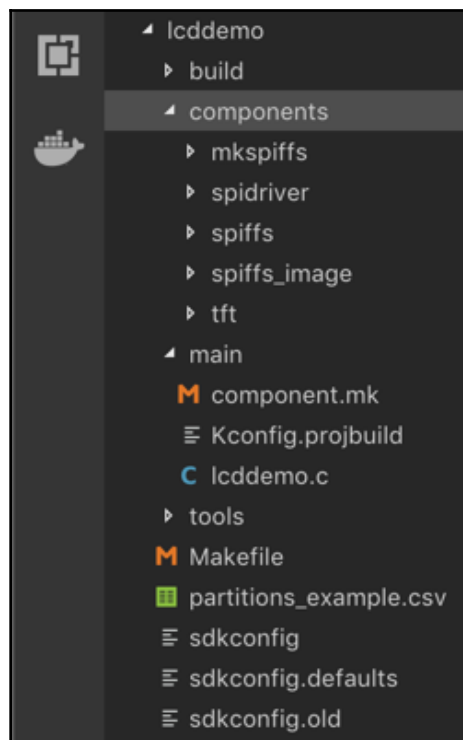 lcddemo
build
components
mkspiffs
spidriver
spiffs
spiffs_image
tft
main
M component.mk
Kconfig.projbuild
C lcddemo.c
tools
M Makefile
partitions_example.csv
sdkconfig
sdkconfig.defaults
sdkconfig.old